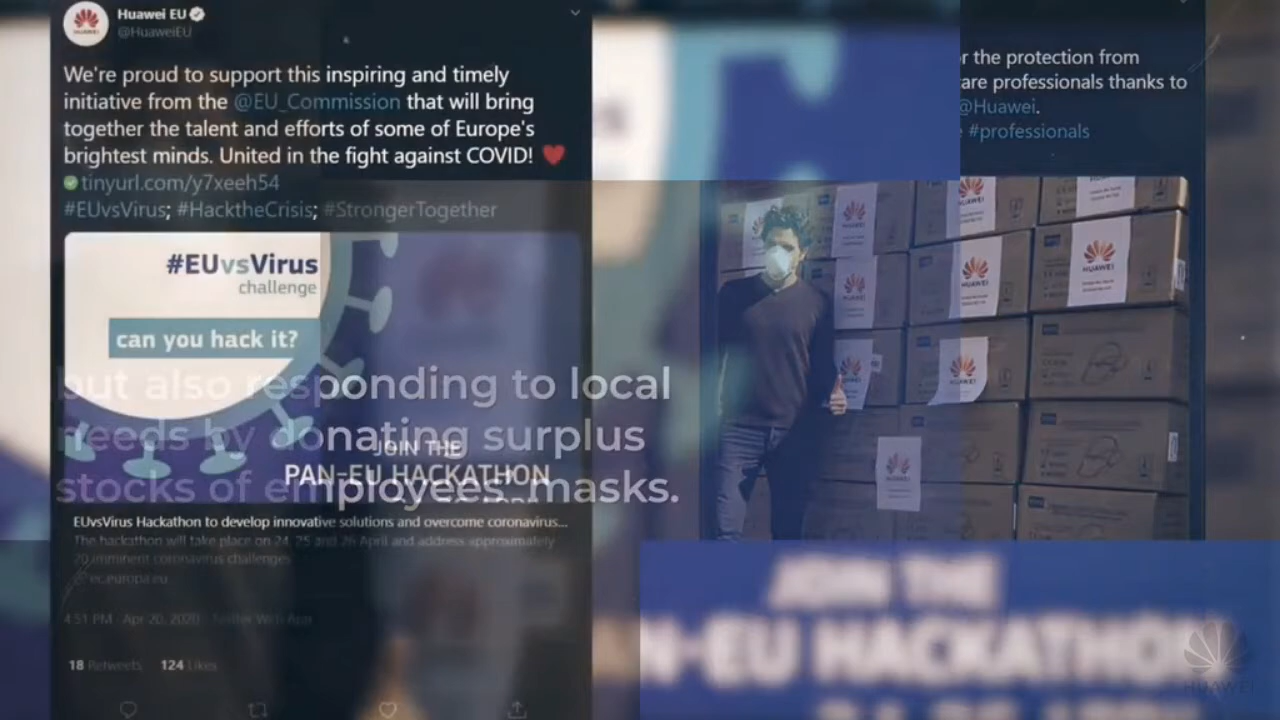 Huawei EU
@HuaweiEU
We're proud to support this inspiring and timely
initiative from the @EU_Commission that will bring
together the talent and efforts of some of Europe's
brightest minds. United in the fight against COVID!
tinyurl.com/y7xeeh54
#EUvsVirus; #HacktheCrisis; #StrongerTogether
#EUvsVirus
challenge
can you hack it?
JOIN THE
PAN-EU HACKATHON
EUvsVirus Hackathon to develop innovative solutions and overcome coronavirus...
The hackathon will take place on 24, 25 and 26 April and address approximately
20 imminent coronavirus challenges
ec.europa.eu
4:51 PM · Apr 20, 2020 · Twitter Web App
18 Retweets 124 Likes
but also responding to local
needs by donating surplus
stocks of employees' masks.
the protection from
are professionals thanks to
@Huawei.
#professionals
HUAWEI
HUAWEI
HUAWEI
HUAWEI
JOIN THE
N-EU HACKATHON
HUAWEI